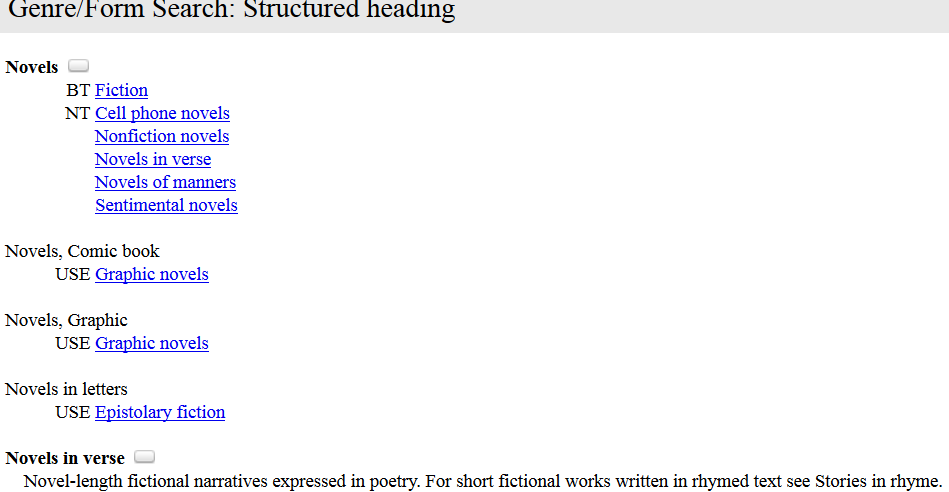 Genre/Form Search: Structured heading
Novels
BT Fiction
NT Cell phone novels
Nonfiction novels
Novels in verse
Novels of manners
Sentimental novels
Novels, Comic book
USE Graphic novels
Novels, Graphic
USE Graphic novels
Novels in letters
USE Epistolary fiction
Novels in verse
Novel-length fictional narratives expressed in poetry. For short fictional works written in rhymed text see Stories in rhyme.